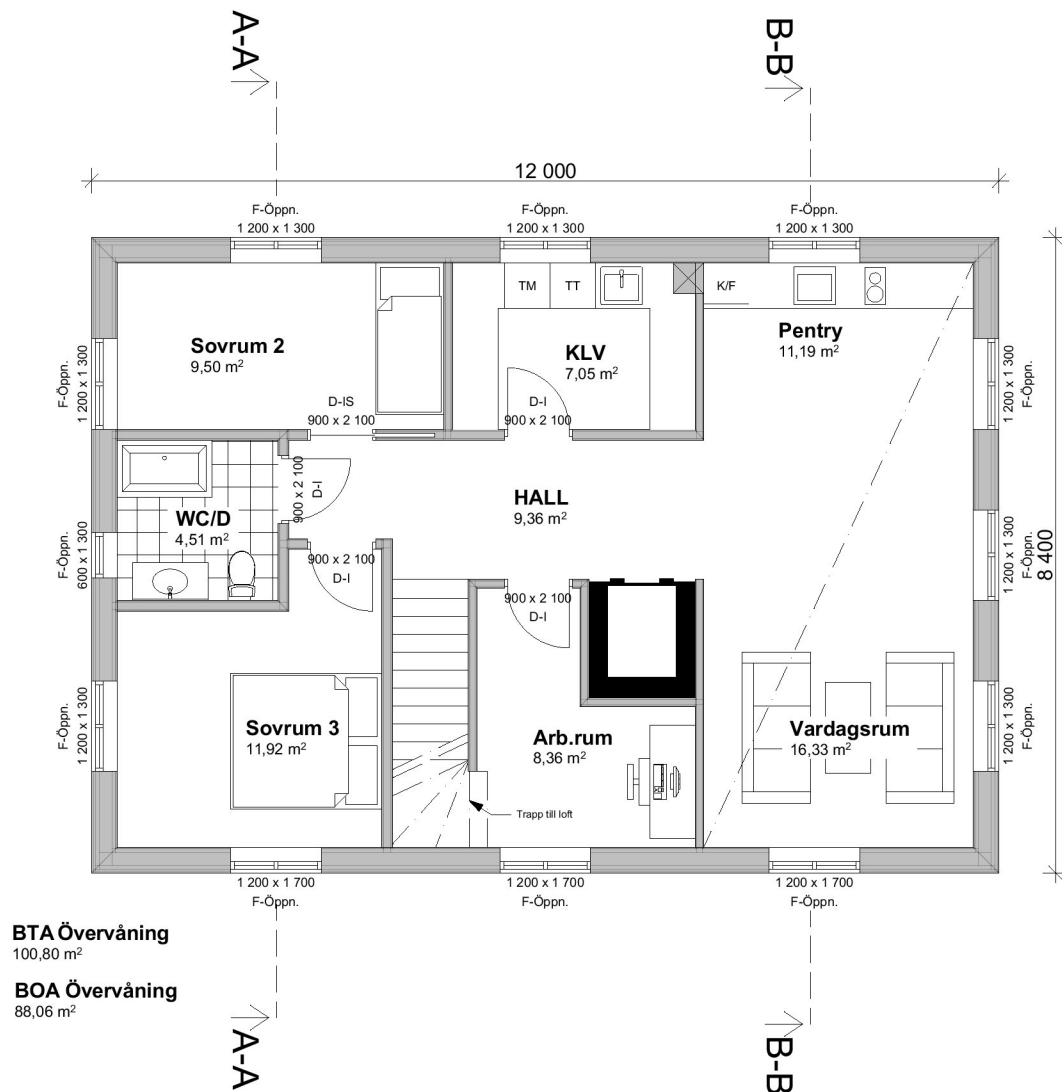 A-A
B-B
12 000
F-Öppn.
1 200 x 1 300
F-Öppn.
1 200 x 1 300
F-Öppn.
1 200 x 1 300
TM
TT
K/F
Sovrum 2
9,50 m²
KLV
7,05 m²
Pentry
11,19 m²
F-Öppn.
1 200 x 1 300
1 200 x 1 300
F-Öppn.
D-IS
900 x 2 100
D-I
900 x 2 100
900 x 2 100
D-I
HALL
9,36 m²
WC/D
4,51 m²
F-Öppn.
600 x 1 300
1 200 x 1 300
F-Öppn.
8 400
900 x 2 100
D-I
900 x 2 100
D-I
F-Öppn.
1 200 x 1 300
Sovrum 3
11,92 m²
Arb.rum
8,36 m²
Vardagsrum
16,33 m²
1 200 x 1 300
F-Öppn.
Trapp till loft
1 200 x 1 700
F-Öppn.
1 200 x 1 700
F-Öppn.
1 200 x 1 700
F-Öppn.
BTA Övervåning
100,80 m²
BOA Övervåning
88,06 m²
A-A
B-B